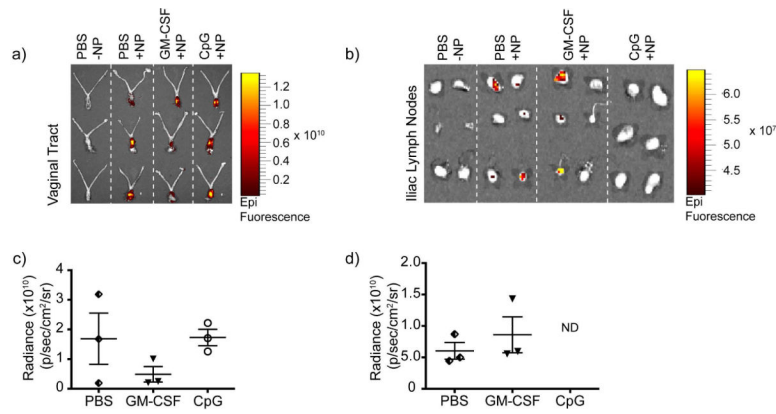 a)
PBS -NP
PBS +NP
GM-CSF +NP
CpG +NP
Vaginal Tract
1.2
1.0
0.8
0.6
0.4
0.2
x 10¹⁰
Epi
Fuorescence
b)
PBS -NP
PBS +NP
GM-CSF +NP
CpG +NP
Iliac Lymph Nodes
6.0
5.5
5.0
4.5
x 10⁷
Epi
Fuorescence
c)
Radiance (x10¹⁰)
(p/sec/cm²/sr)
4
3
2
1
0
PBS
GM-CSF
CpG
d)
Radiance (x10¹⁰)
(p/sec/cm²/sr)
2.0
1.5
1.0
5.0
0
ND
PBS
GM-CSF
CpG